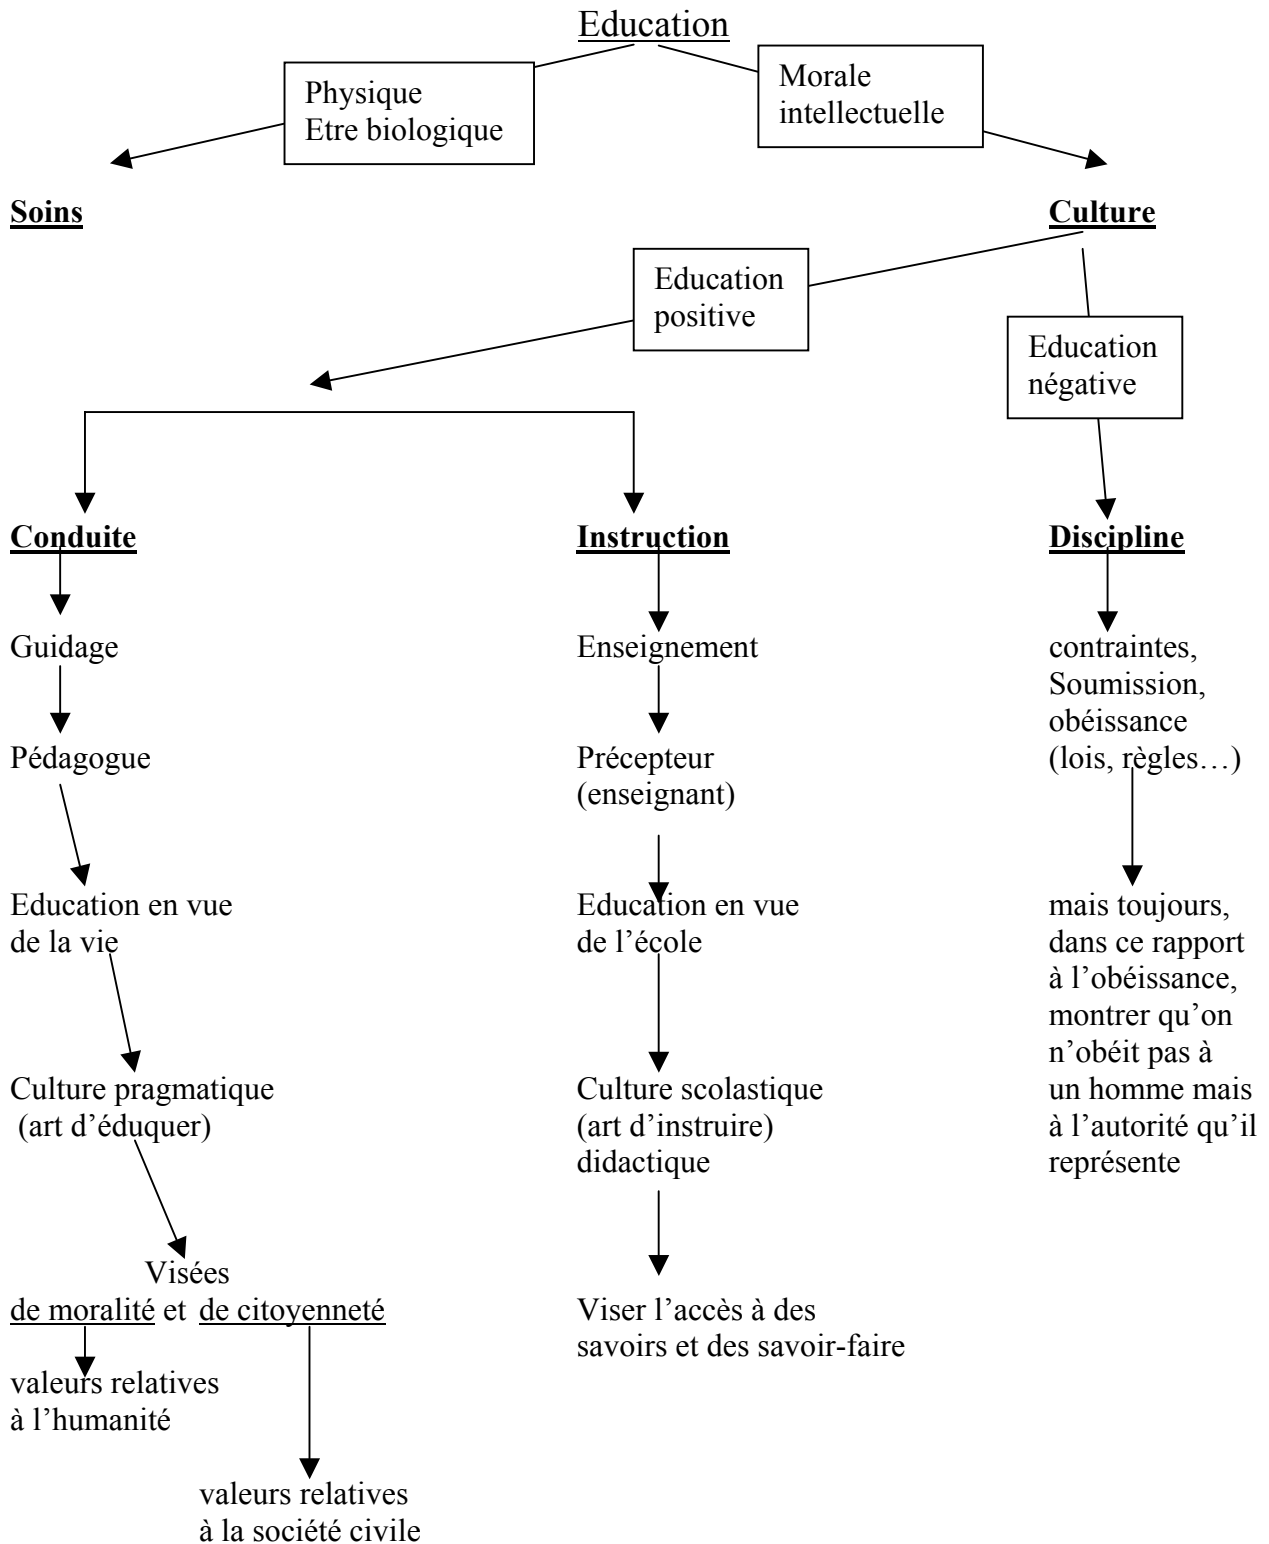 Education
Physique
Etre biologique
Morale
intellectuelle
Soins
Culture
Education
positive
Education
négative
Conduite
Instruction
Discipline
Guidage
Enseignement
contraintes,
Soumission,
obéissance
(lois, règles…)
Pédagogue
Précepteur
(enseignant)
Education en vue
de la vie
Education en vue
de l’école
mais toujours,
dans ce rapport
à l’obéissance,
montrer qu’on
n’obéit pas à
un homme mais
à l’autorité qu’il
représente
Culture pragmatique
(art d’éduquer)
Culture scolastique
(art d’instruire)
didactique
Visées
de moralité et de citoyenneté
Viser l’accès à des
savoirs et des savoir-faire
valeurs relatives
à l’humanité
valeurs relatives
à la société civile